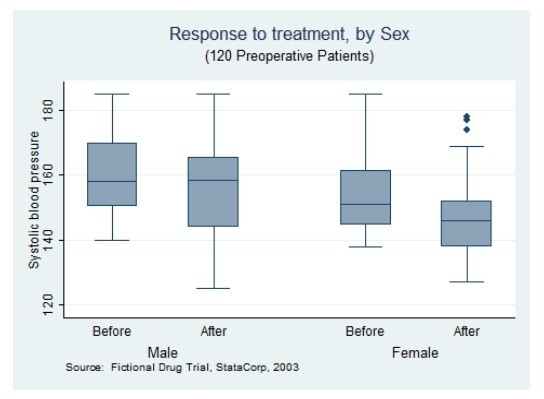 Response to treatment, by Sex
(120 Preoperative Patients)
Systolic blood pressure
180
160
140
120
Before After Before After
Male Female
Source: Fictional Drug Trial, StataCorp, 2003